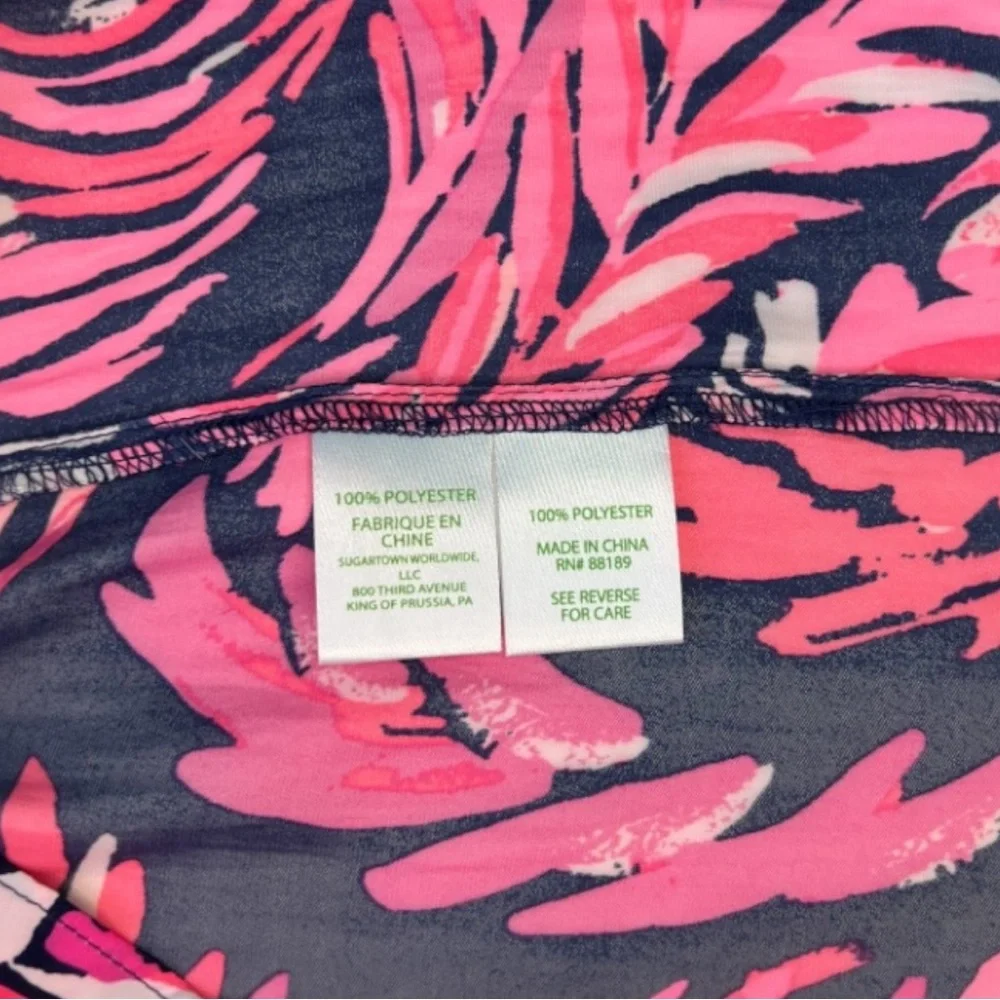 100% POLYESTER
FABRIQUE EN
CHINE
SUGARTOWN WORLDWIDE,
LLC
800 THIRD AVENUE
KING OF PRUSSIA, PA
100% POLYESTER
MADE IN CHINA
RN# 88189
SEE REVERSE
FOR CARE